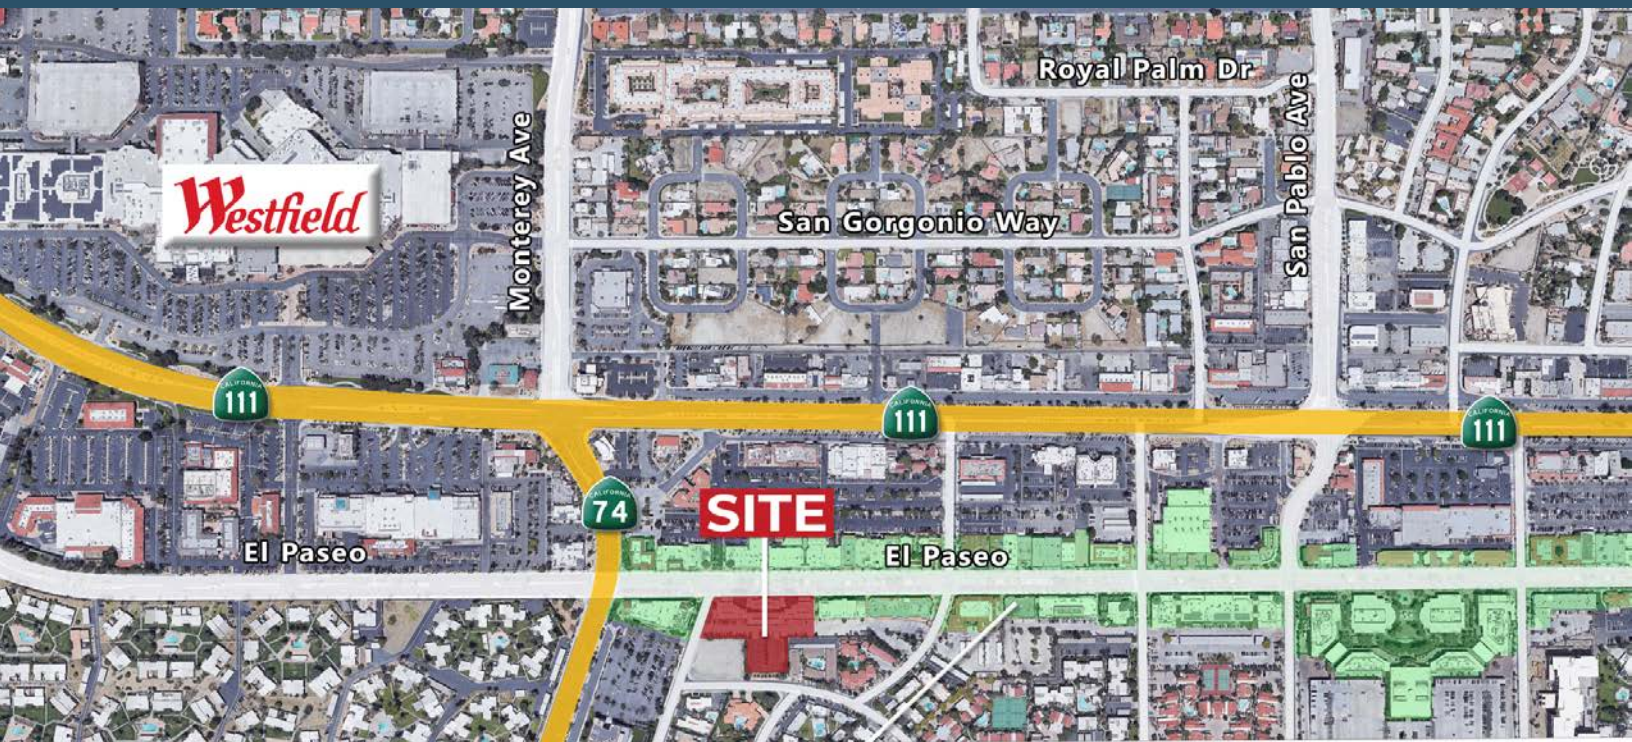 Royal Palm Dr
Monterey Ave
San Pablo Ave
Westfield
San Gorgonio Way
CALIFORNIA
111
CALIFORNIA
111
CALIFORNIA
111
CALIFORNIA
74
SITE
El Paseo
El Paseo